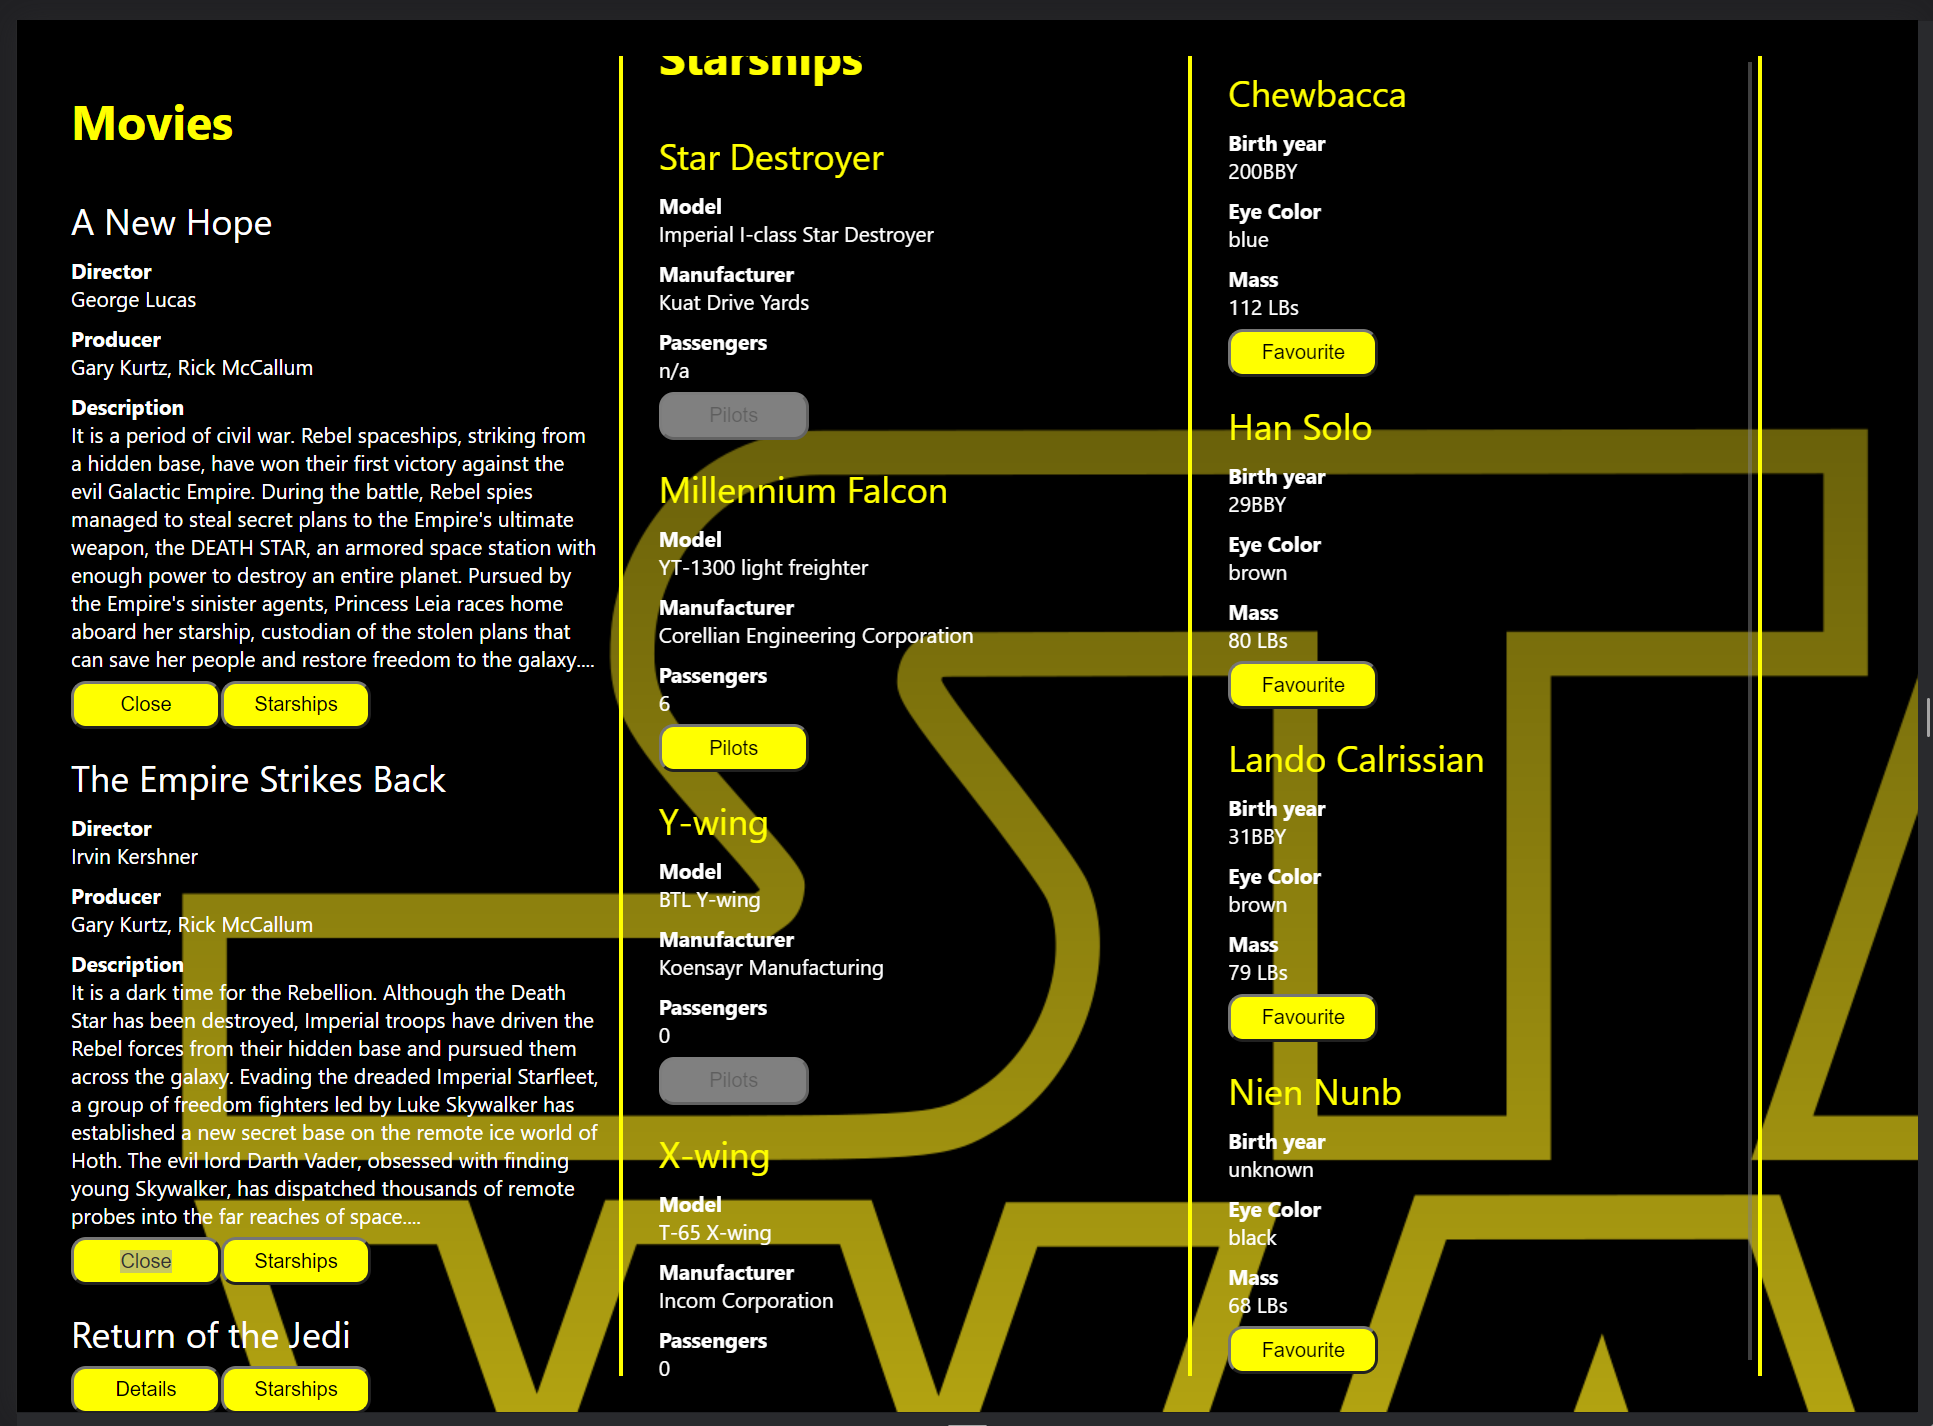 Movies
A New Hope
Director
George Lucas
Producer
Gary Kurtz, Rick McCallum
Description
It is a period of civil war. Rebel spaceships, striking from
a hidden base, have won their first victory against the
evil Galactic Empire. During the battle, Rebel spies
managed to steal secret plans to the Empire's ultimate
weapon, the DEATH STAR, an armored space station with
enough power to destroy an entire planet. Pursued by
the Empire's sinister agents, Princess Leia races home
aboard her starship, custodian of the stolen plans that
can save her people and restore freedom to the galaxy....
Close Starships
The Empire Strikes Back
Director
Irvin Kershner
Producer
Gary Kurtz, Rick McCallum
Description
It is a dark time for the Rebellion. Although the Death
Star has been destroyed, Imperial troops have driven the
Rebel forces from their hidden base and pursued them
across the galaxy. Evading the dreaded Imperial Starfleet,
a group of freedom fighters led by Luke Skywalker has
established a new secret base on the remote ice world of
Hoth. The evil lord Darth Vader, obsessed with finding
young Skywalker, has dispatched thousands of remote
probes into the far reaches of space....
Close Starships
Return of the Jedi
Details Starships
Starships
Star Destroyer
Model
Imperial I-class Star Destroyer
Manufacturer
Kuat Drive Yards
Passengers
n/a
Pilots
Millennium Falcon
Model
YT-1300 light freighter
Manufacturer
Corellian Engineering Corporation
Passengers
6
Pilots
Y-wing
Model
BTL Y-wing
Manufacturer
Koensayr Manufacturing
Passengers
0
Pilots
X-wing
Model
T-65 X-wing
Manufacturer
Incom Corporation
Passengers
0
Chewbacca
Birth year
200BBY
Eye Color
blue
Mass
112 LBs
Favourite
Han Solo
Birth year
29BBY
Eye Color
brown
Mass
80 LBs
Favourite
Lando Calrissian
Birth year
31BBY
Eye Color
brown
Mass
79 LBs
Favourite
Nien Nunb
Birth year
unknown
Eye Color
black
Mass
68 LBs
Favourite